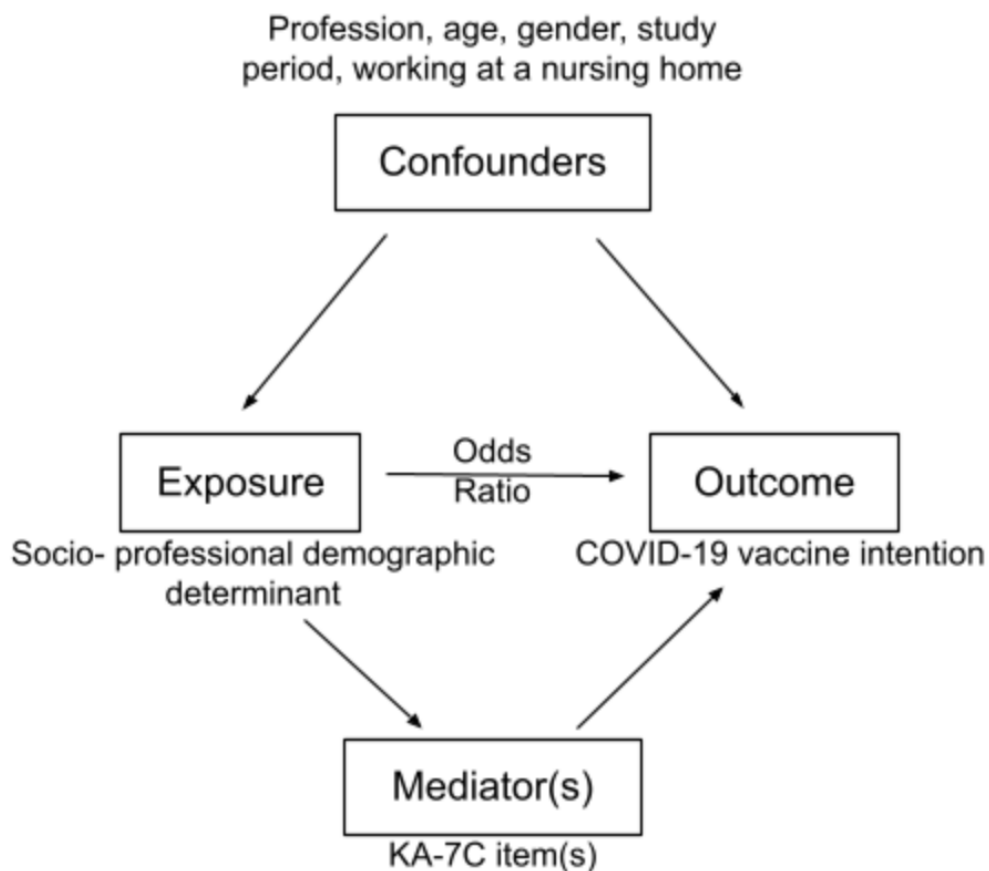 Profession, age, gender, study
period, working at a nursing home
Confounders
Exposure
Odds
Ratio
Outcome
Socio- professional demographic
determinant
COVID-19 vaccine intention
Mediator(s)
KA-7C item(s)